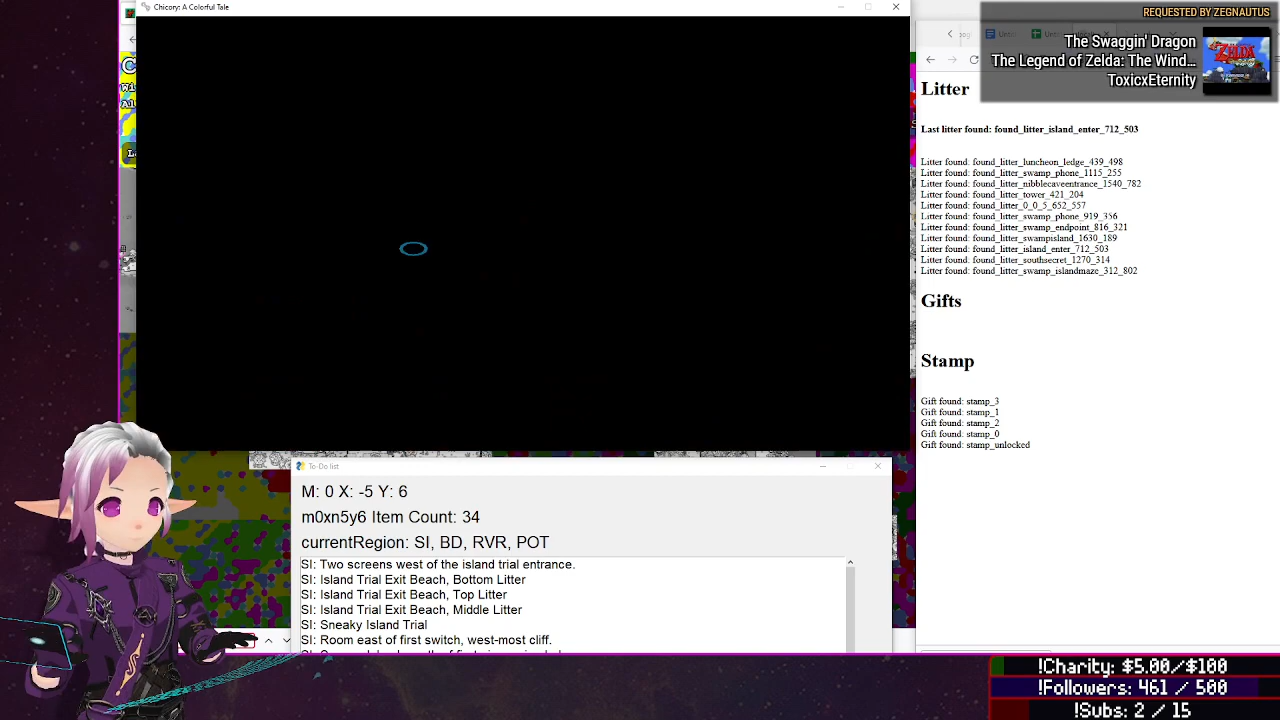 Chicory: A Colorful Tale
REQUESTED BY ZEGNAUTUS
The Swaggin' Dragon
The Legend of Zelda: The Wind…
ToxicxEternity
Litter
Last litter found: found_litter_island_enter_712_503
Litter found: found_litter_luncheon_ledge_439_498
Litter found: found_litter_swamp_phone_1115_255
Litter found: found_litter_nibblecaveentrance_1540_782
Litter found: found_litter_tower_421_204
Litter found: found_litter_0_0_5_652_557
Litter found: found_litter_swamp_phone_919_356
Litter found: found_litter_swamp_endpoint_816_321
Litter found: found_litter_swampisland_1630_189
Litter found: found_litter_island_enter_712_503
Litter found: found_litter_southsecret_1270_314
Litter found: found_litter_swamp_islandmaze_312_802
Gifts
Stamp
Gift found: stamp_3
Gift found: stamp_1
Gift found: stamp_2
Gift found: stamp_0
Gift found: stamp_unlocked
To-Do list
M: 0 X: -5 Y: 6
m0xn5y6 Item Count: 34
currentRegion: SI, BD, RVR, POT
SI: Two screens west of the island trial entrance.
SI: Island Trial Exit Beach, Bottom Litter
SI: Island Trial Exit Beach, Top Litter
SI: Island Trial Exit Beach, Middle Litter
SI: Sneaky Island Trial
SI: Room east of first switch, west-most cliff.
!Charity: $5.00/$100
!Followers: 461 / 500
!Subs: 2 / 15